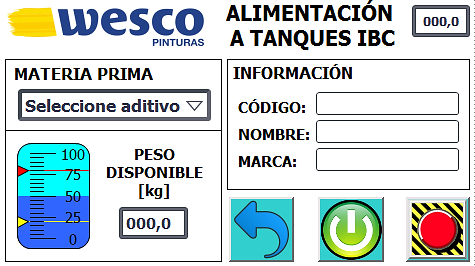 wesco
PINTURAS
ALIMENTACIÓN
A TANQUES IBC
000,0
MATERIA PRIMA
Seleccione aditivo
100
75
50
25
0
PESO
DISPONIBLE
[kg]
000,0
INFORMACIÓN
CÓDIGO:
NOMBRE:
MARCA: